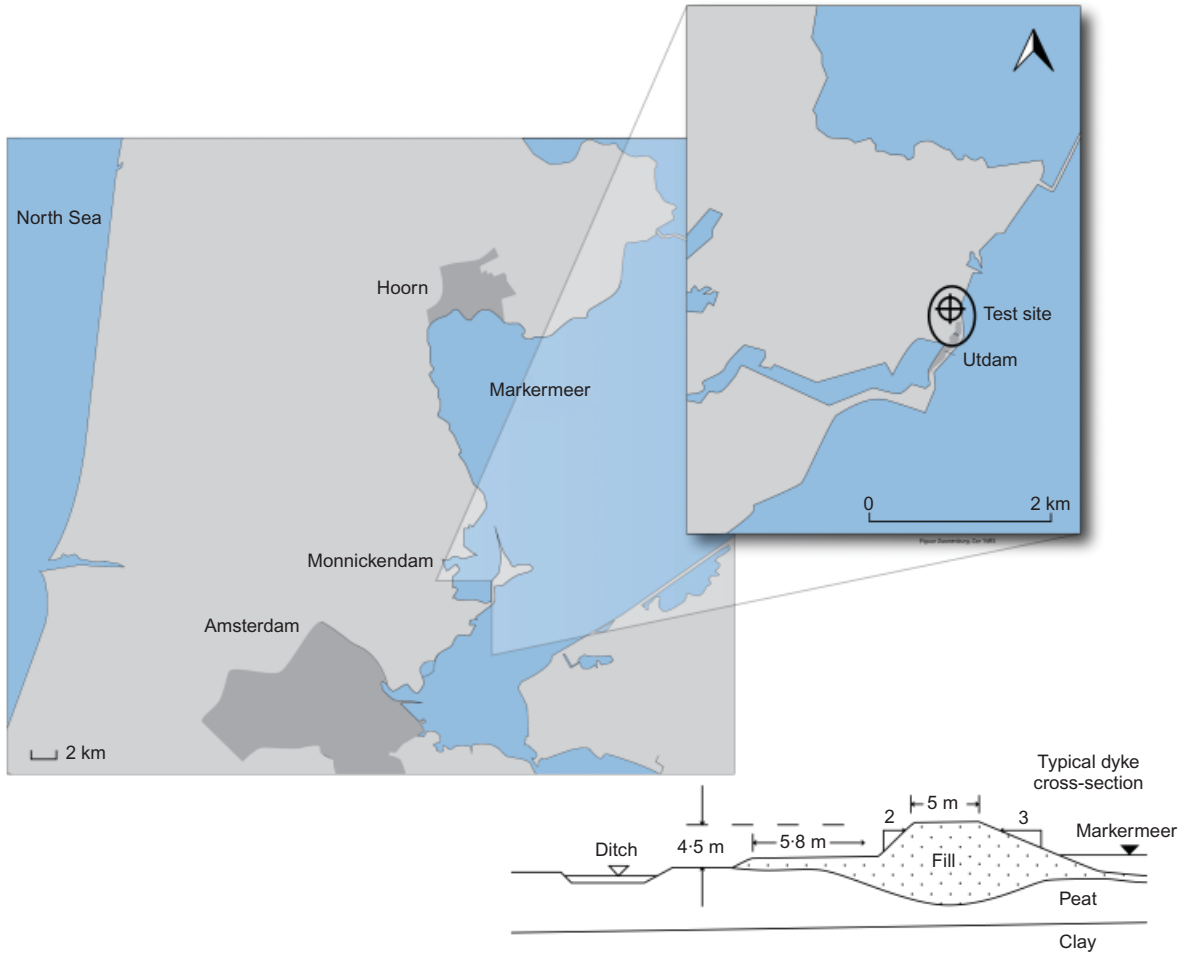 North Sea
Hoorn
Markermeer
Monnickendam
Amsterdam
2 km
Test site
Utdam
0
2 km
Typical dyke
cross-section
5 m
2
3
Markermeer
4·5 m
5·8 m
Ditch
Fill
Peat
Clay